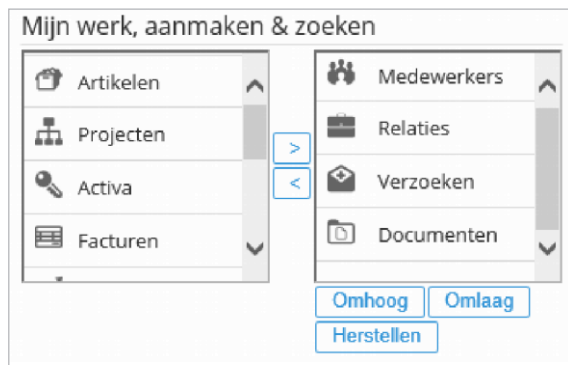 Mijn werk, aanmaken & zoeken
Artikelen
Projecten
Activa
Facturen
>
<
Medewerkers
Relaties
Verzoeken
Documenten
Omhoog
Omlaag
Herstellen